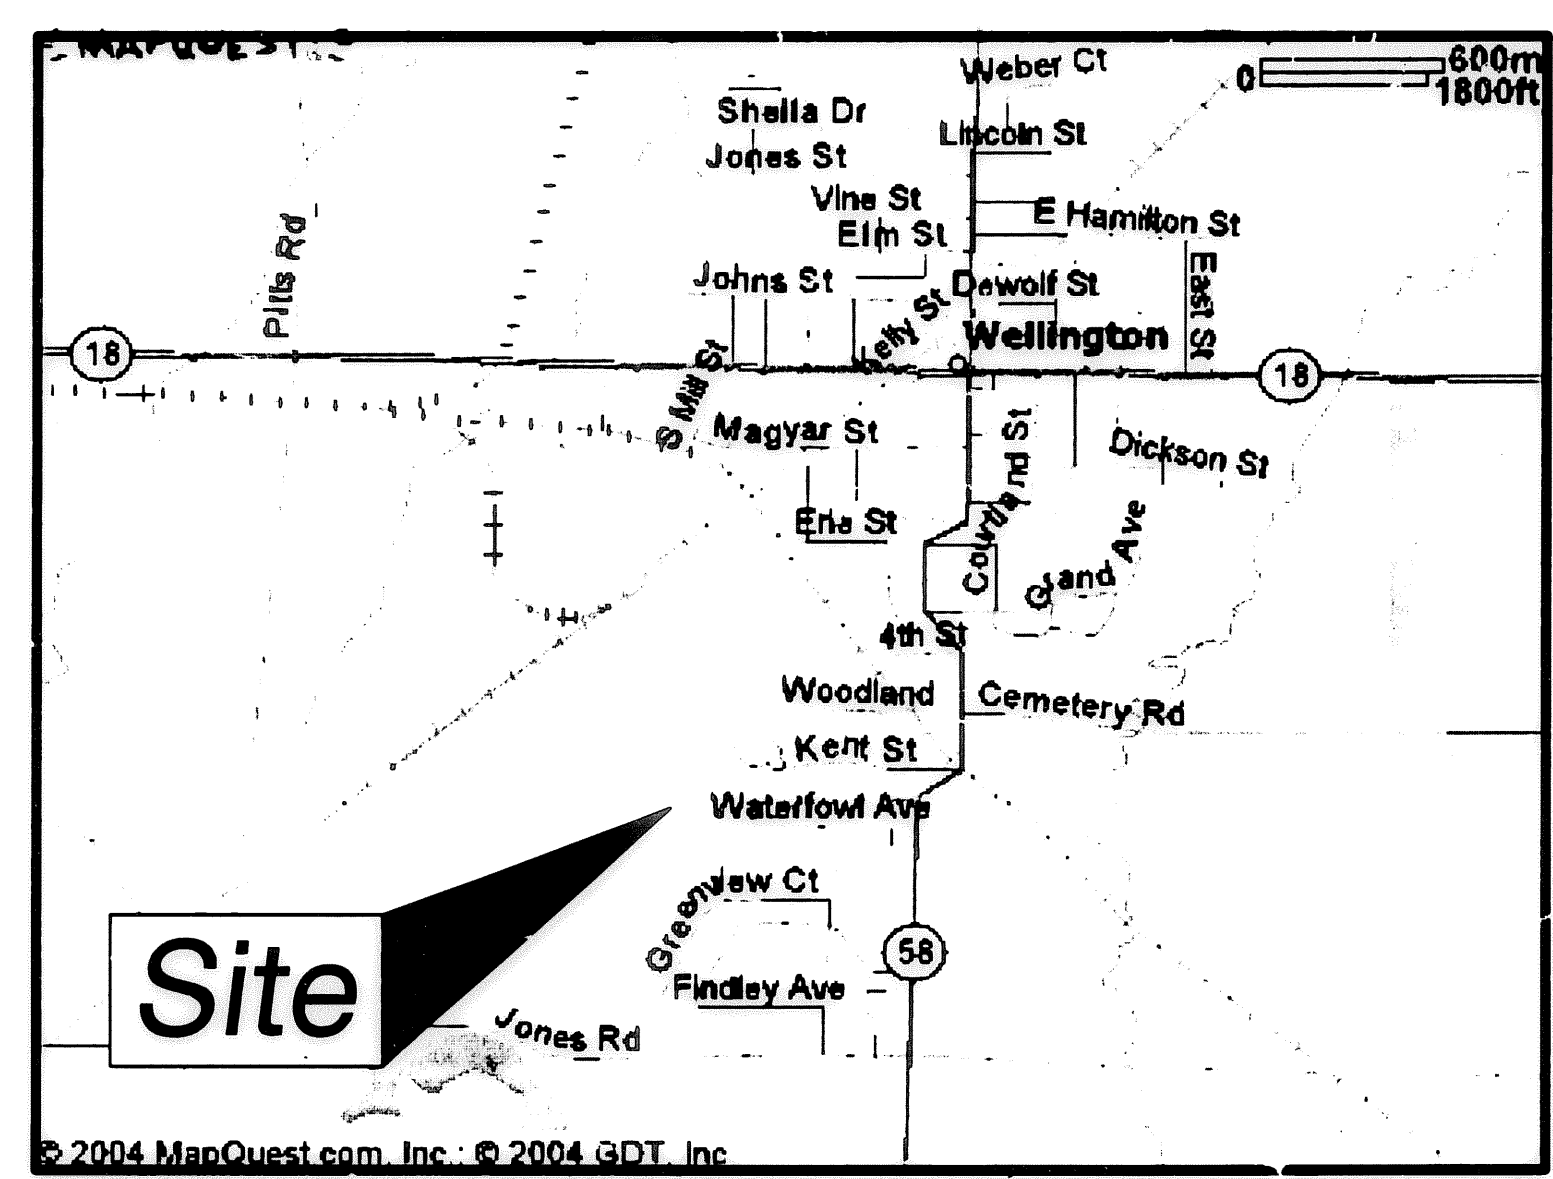 MAPQUEST
Weber Ct
600m
0
1800ft
Sheila Dr
Lincoln St
Jones St
Vine St
E Hamilton St
Elm St
Pitts Rd
Johns St
Dewolf St
East St
Kelly St
Wellington
18
18
S Mill St
Magyar St
Courtland St
Dickson St
Erie St
Grand Ave
4th St
Woodland
Cemetery Rd
Kent St
Waterfowl Ave
Greenview Ct
Site
58
Findley Ave
Jones Rd
© 2004 MapQuest.com, Inc.; © 2004 GDT, Inc